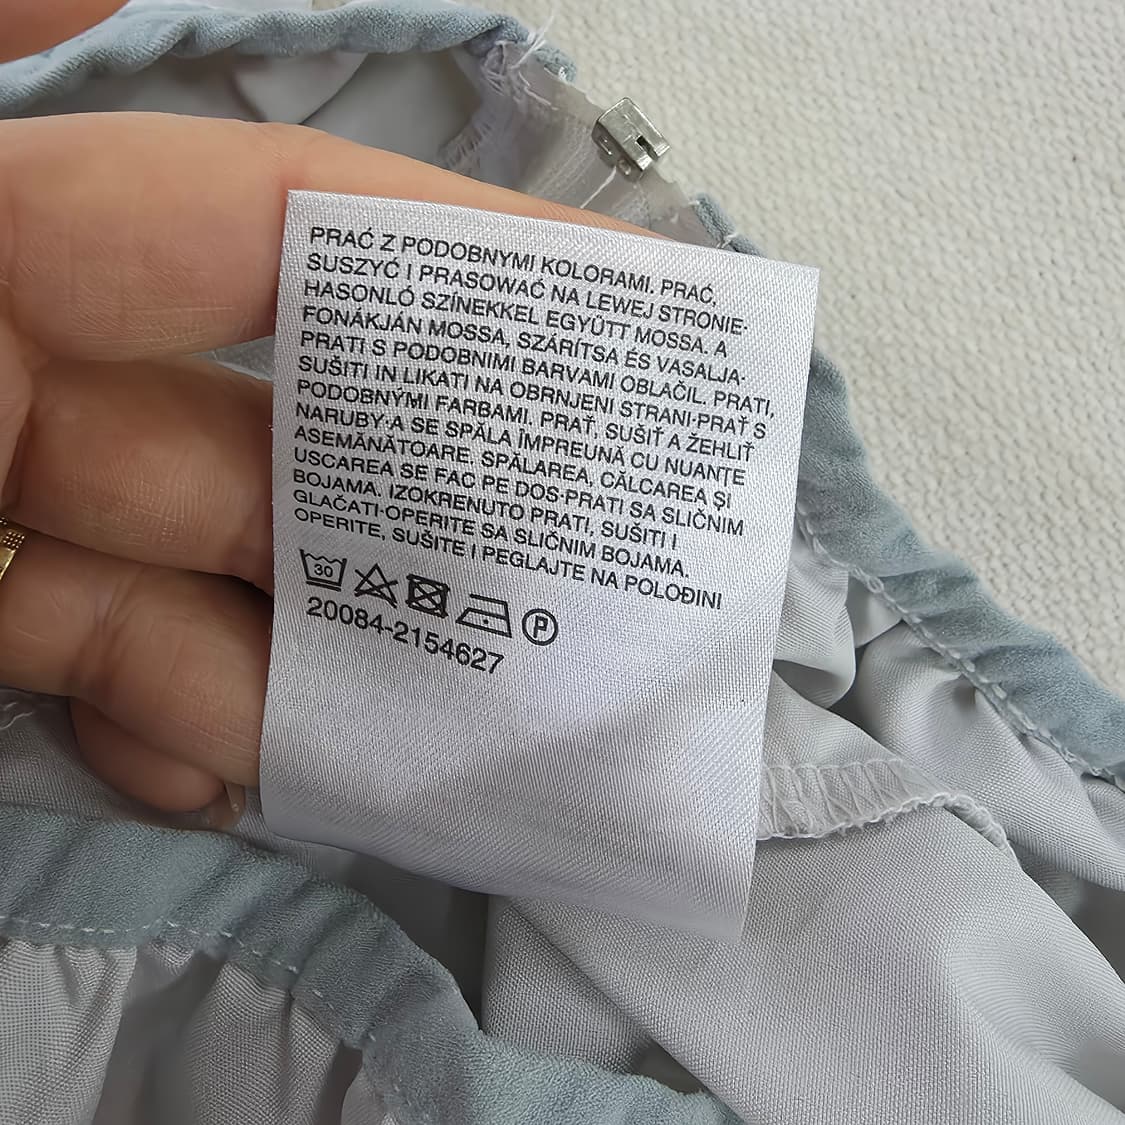 PRAĆ Z PODOBNYMI KOLORAMI. PRAĆ,
SUSZYĆ I PRASOWAĆ NA LEWEJ STRONIE·
HASONLÓ SZÍNEKKEL EGYÜTT MOSSA. A
FONÁKJÁN MOSSA, SZÁRÍTSA ÉS VASALJA·
PRATI S PODOBNIMI BARVAMI OBLAČIL. PRATI,
SUŠITI IN LIKATI NA OBRNJENI STRANI·PRAŤ S
PODOBNÝMI FARBAMI. PRAŤ, SUŠIŤ A ŽEHLIŤ
NARUBY·A SE SPĂLA ÎMPREUNĂ CU NUANȚE
ASEMĂNĂTOARE. SPĂLAREA, CĂLCAREA ȘI
USCAREA SE FAC PE DOS·PRATI SA SLIČNIM
BOJAMA. IZOKRENUTO PRATI, SUŠITI I
GLAČATI·OPERITE SA SLIČNIM BOJAMA.
OPERITE, SUŠITE I PEGLAJTE NA POLOĐINI
30 P
20084-2154627